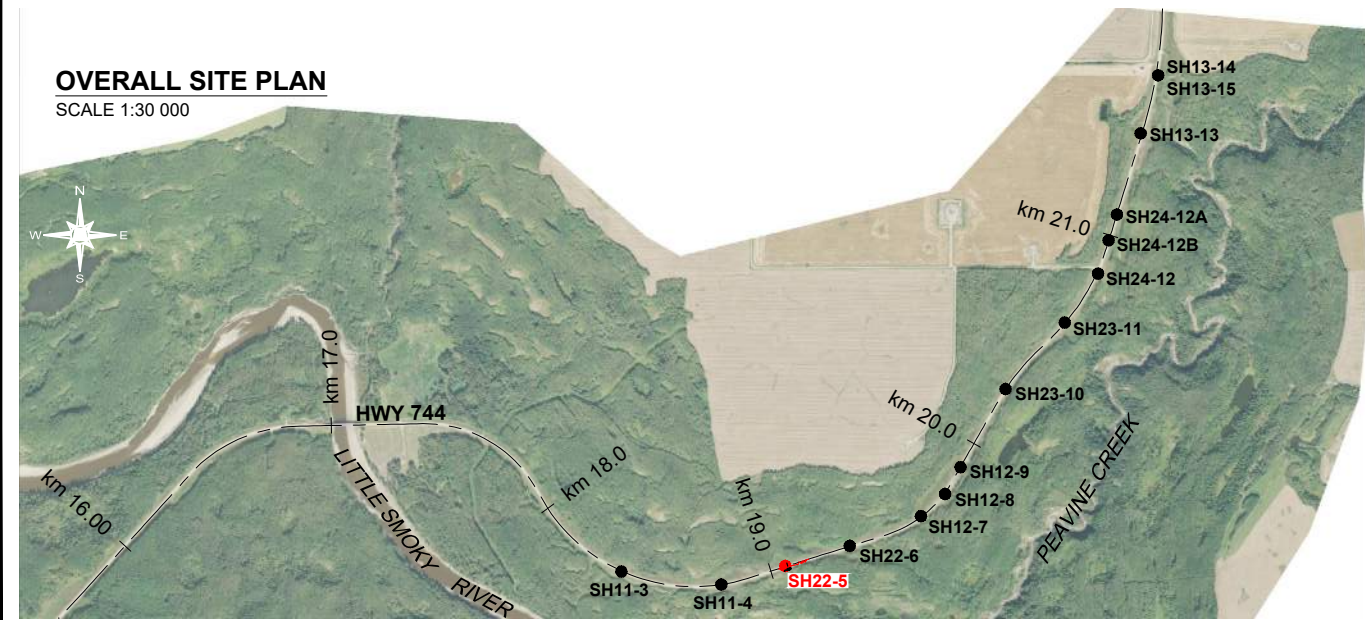 OVERALL SITE PLAN
SCALE 1:30 000
N
W E
S
SH13-14
SH13-15
SH13-13
SH24-12A
km 21.0
SH24-12B
SH24-12
SH23-11
km 17.0
SH23-10
HWY 744
km 20.0
km 18.0
SH12-9
SH12-8
km 16.00
LITTLE SMOKY RIVER
km 19.0
SH12-7
PEAVINE CREEK
SH22-6
SH22-5
SH11-3
SH11-4